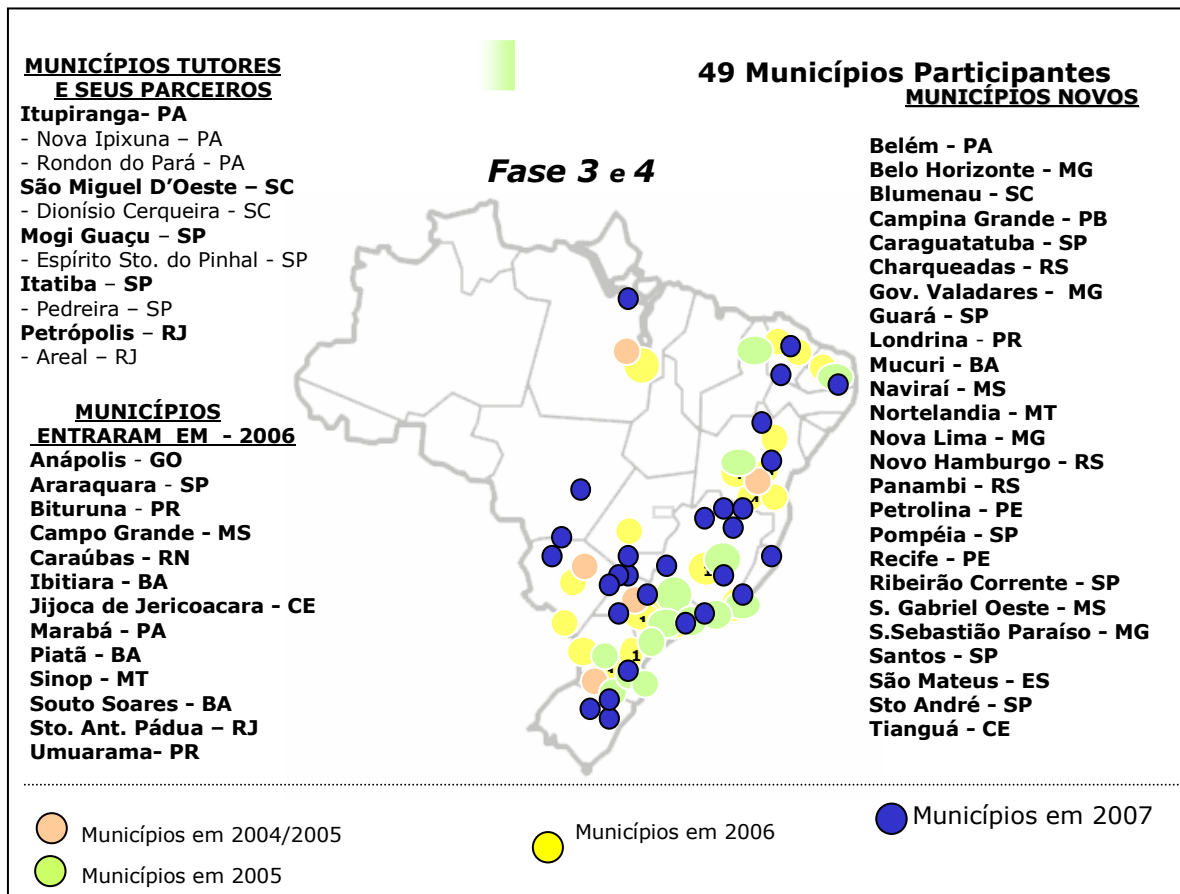 MUNICÍPIOS TUTORES
E SEUS PARCEIROS
Itupiranga- PA
- Nova Ipixuna – PA
- Rondon do Pará - PA
São Miguel D’Oeste – SC
- Dionísio Cerqueira - SC
Mogi Guaçu – SP
- Espírito Sto. do Pinhal - SP
Itatiba – SP
- Pedreira – SP
Petrópolis – RJ
- Areal – RJ
MUNICÍPIOS
ENTRARAM EM - 2006
Anápolis - GO
Araraquara - SP
Bituruna - PR
Campo Grande - MS
Caraúbas - RN
Ibitiara - BA
Jijoca de Jericoacara - CE
Marabá - PA
Piatã - BA
Sinop - MT
Souto Soares - BA
Sto. Ant. Pádua – RJ
Umuarama- PR
Fase 3 e 4
49 Municípios Participantes
MUNICÍPIOS NOVOS
Belém - PA
Belo Horizonte - MG
Blumenau - SC
Campina Grande - PB
Caraguatatuba - SP
Charqueadas - RS
Gov. Valadares - MG
Guará - SP
Londrina - PR
Mucuri - BA
Naviraí - MS
Nortelandia - MT
Nova Lima - MG
Novo Hamburgo - RS
Panambi - RS
Petrolina - PE
Pompéia - SP
Recife - PE
Ribeirão Corrente - SP
S. Gabriel Oeste - MS
S.Sebastião Paraíso - MG
Santos - SP
São Mateus - ES
Sto André - SP
Tianguá - CE
1
Municípios em 2004/2005
Municípios em 2005
Municípios em 2006
Municípios em 2007